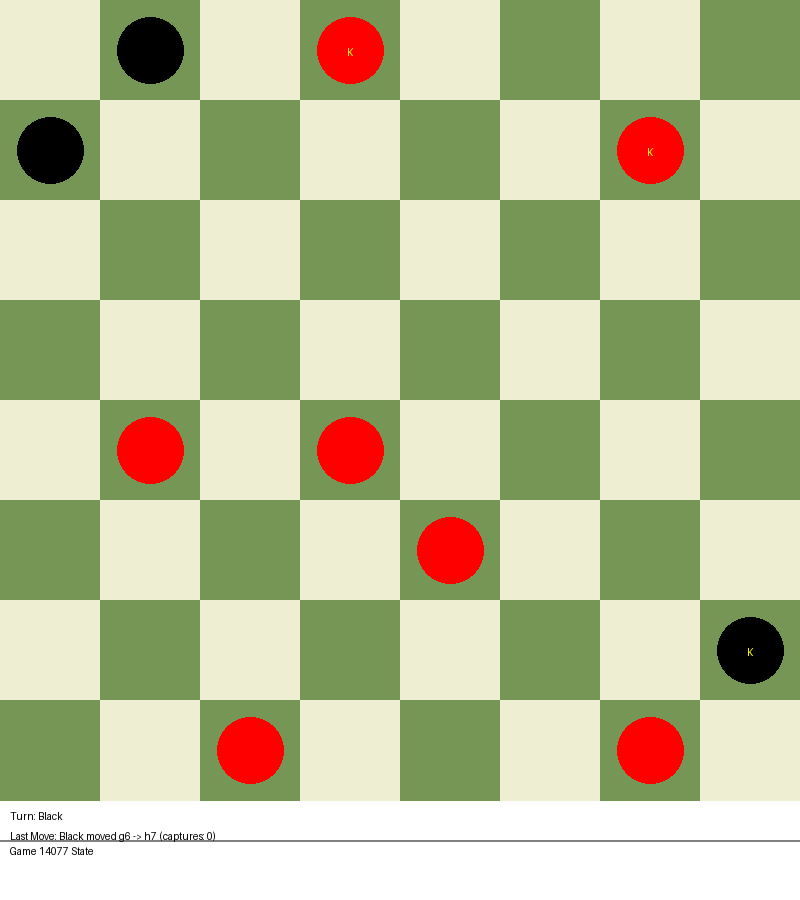 K
K
K
Turn: Black
Last Move: Black moved g6 -> h7 (captures: 0)
Game 14077 State